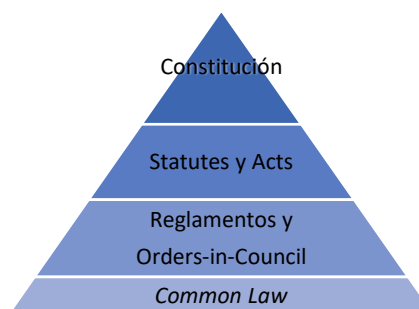 Constitución
Statutes y Acts
Reglamentos y
Orders-in-Council
Common Law